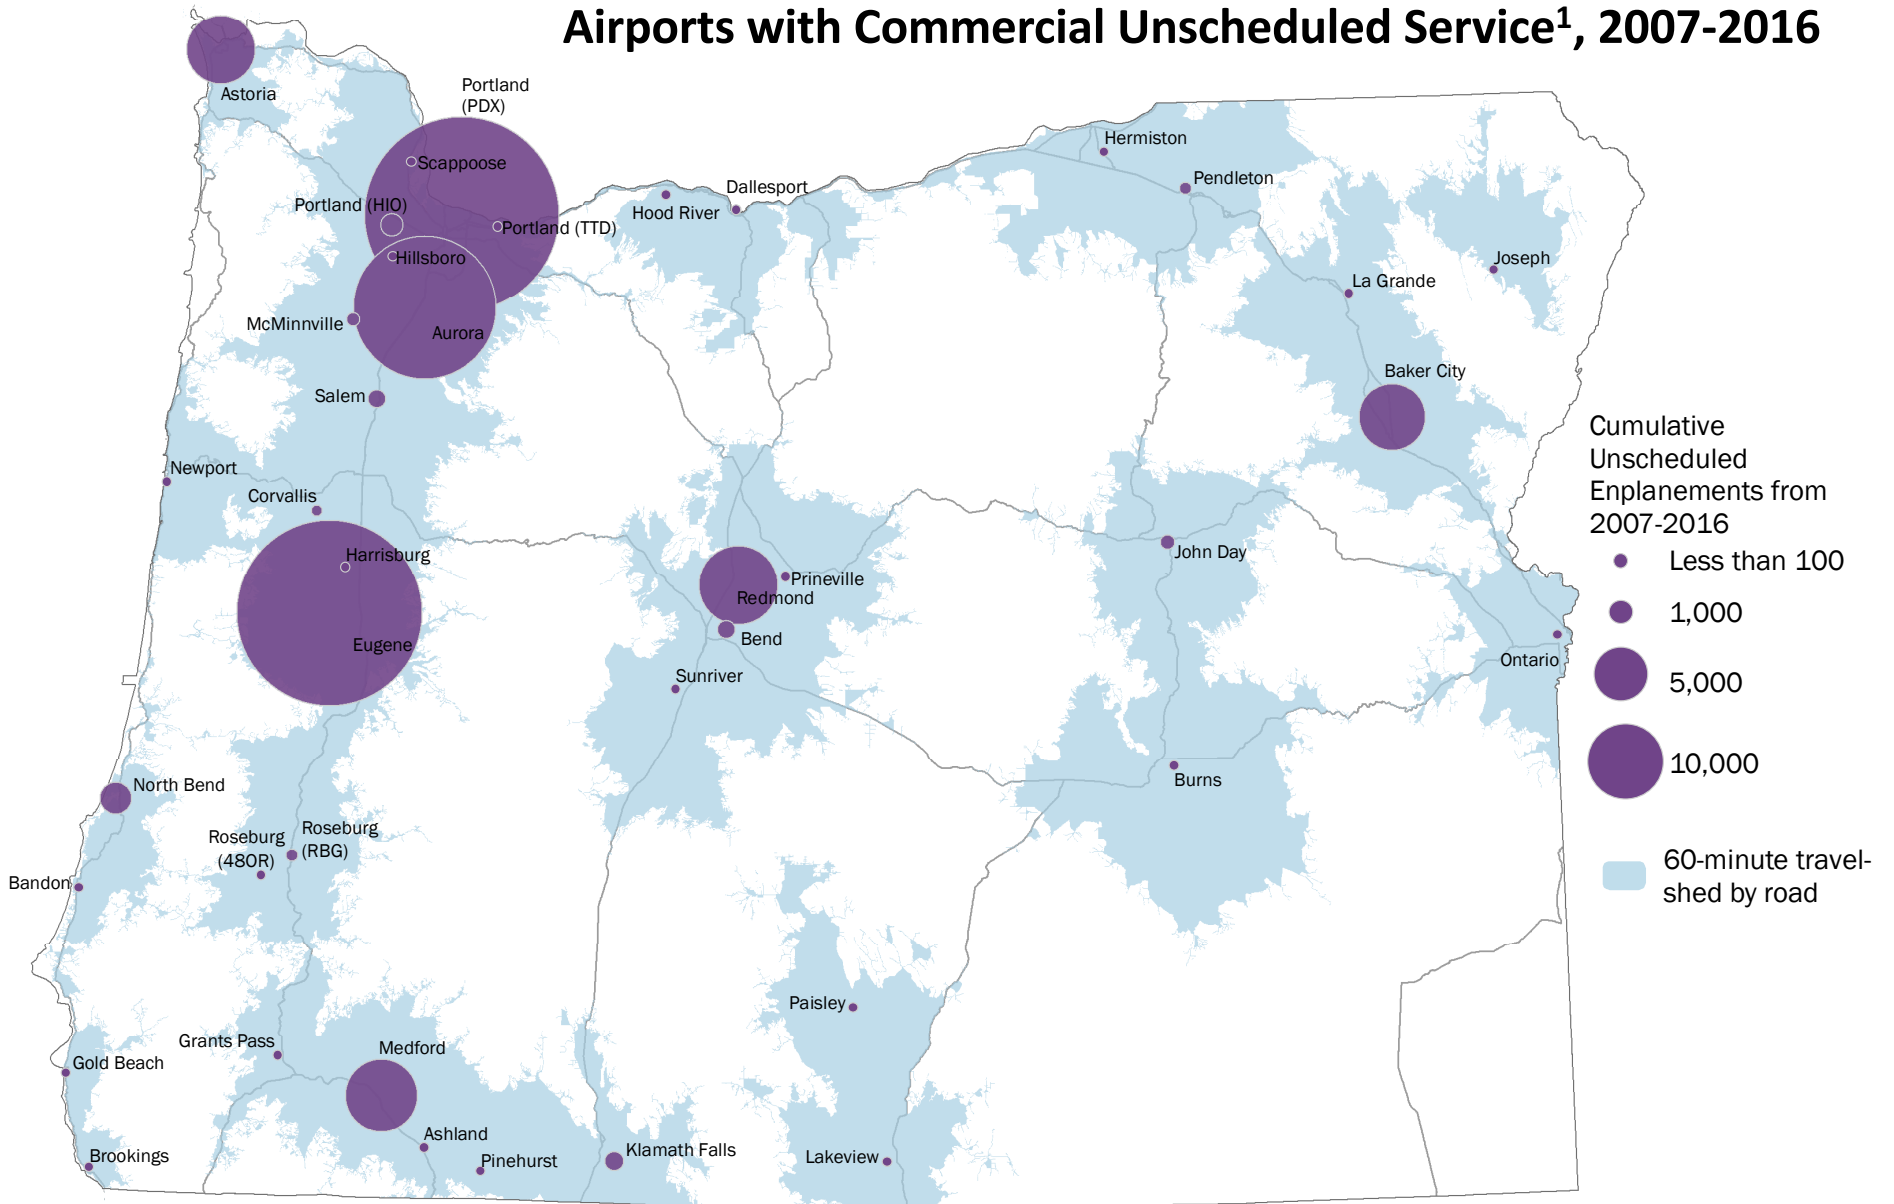 Airports with Commercial Unscheduled Service¹, 2007-2016
Astoria
Portland
(PDX)
Scappoose
Portland (HIO)
Portland (TTD)
Hillsboro
McMinnville
Aurora
Salem
Hood River
Dallesport
Hermiston
Pendleton
Joseph
La Grande
Baker City
Newport
Corvallis
Harrisburg
Eugene
Prineville
Redmond
Bend
Sunriver
John Day
Ontario
Burns
North Bend
Roseburg
(48OR)
Roseburg
(RBG)
Bandon
Paisley
Grants Pass
Medford
Gold Beach
Ashland
Pinehurst
Klamath Falls
Lakeview
Brookings
Cumulative
Unscheduled
Enplanements from
2007-2016
Less than 100
1,000
5,000
10,000
60-minute travel-
shed by road